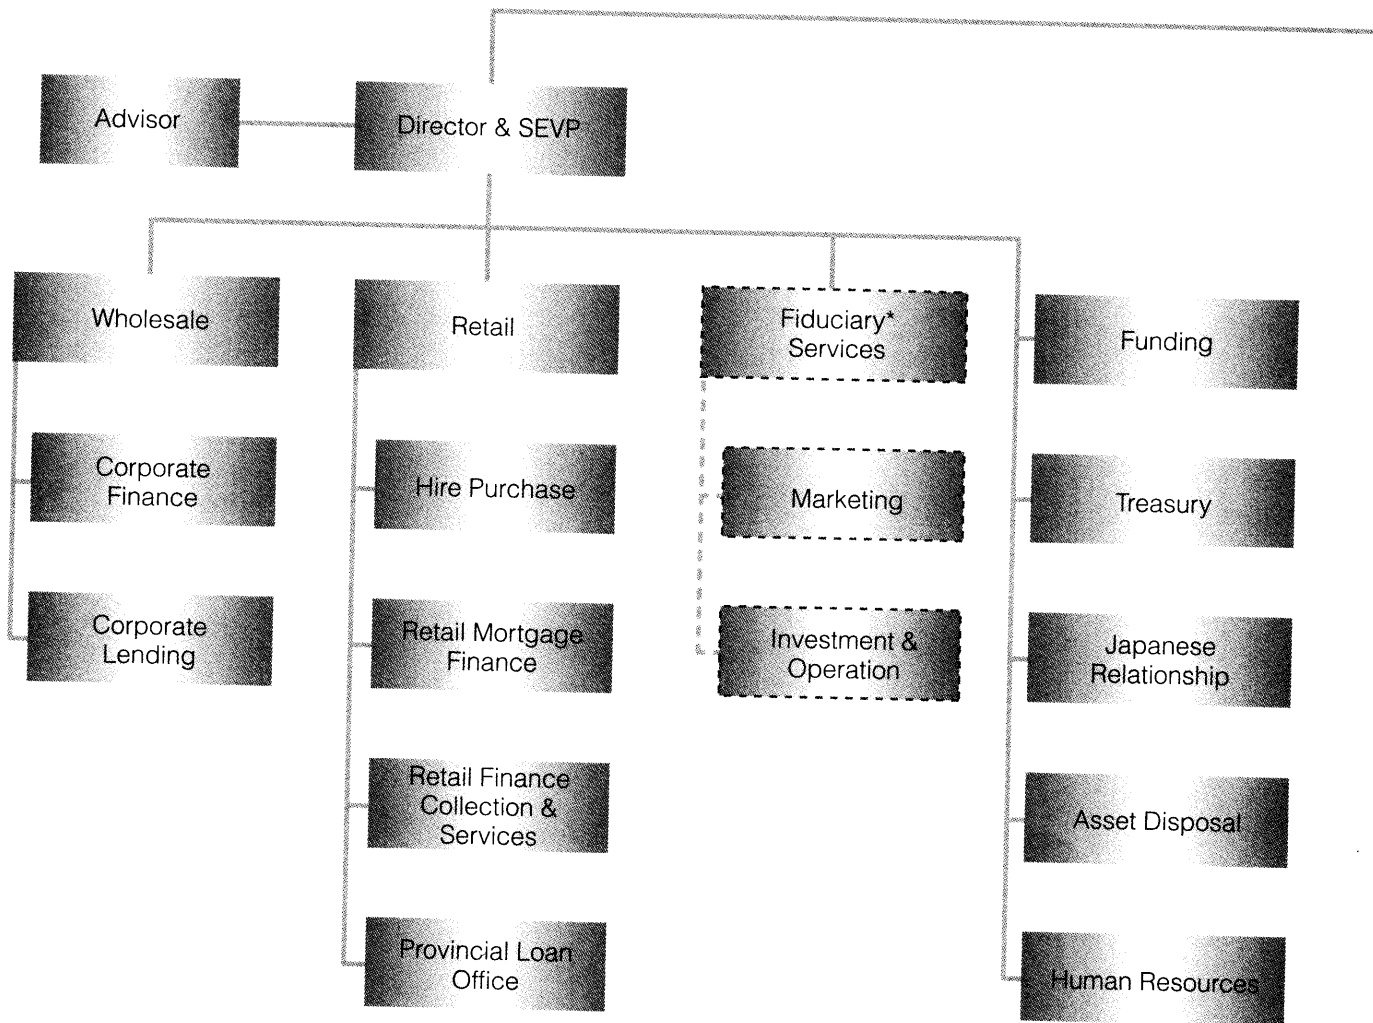 Advisor
Director & SEVP
Wholesale
Retail
Fiduciary*
Services
Funding
Corporate
Finance
Hire Purchase
Marketing
Treasury
Corporate
Lending
Retail Mortgage
Finance
Investment &
Operation
Japanese
Relationship
Retail Finance
Collection &
Services
Asset Disposal
Provincial Loan
Office
Human Resources